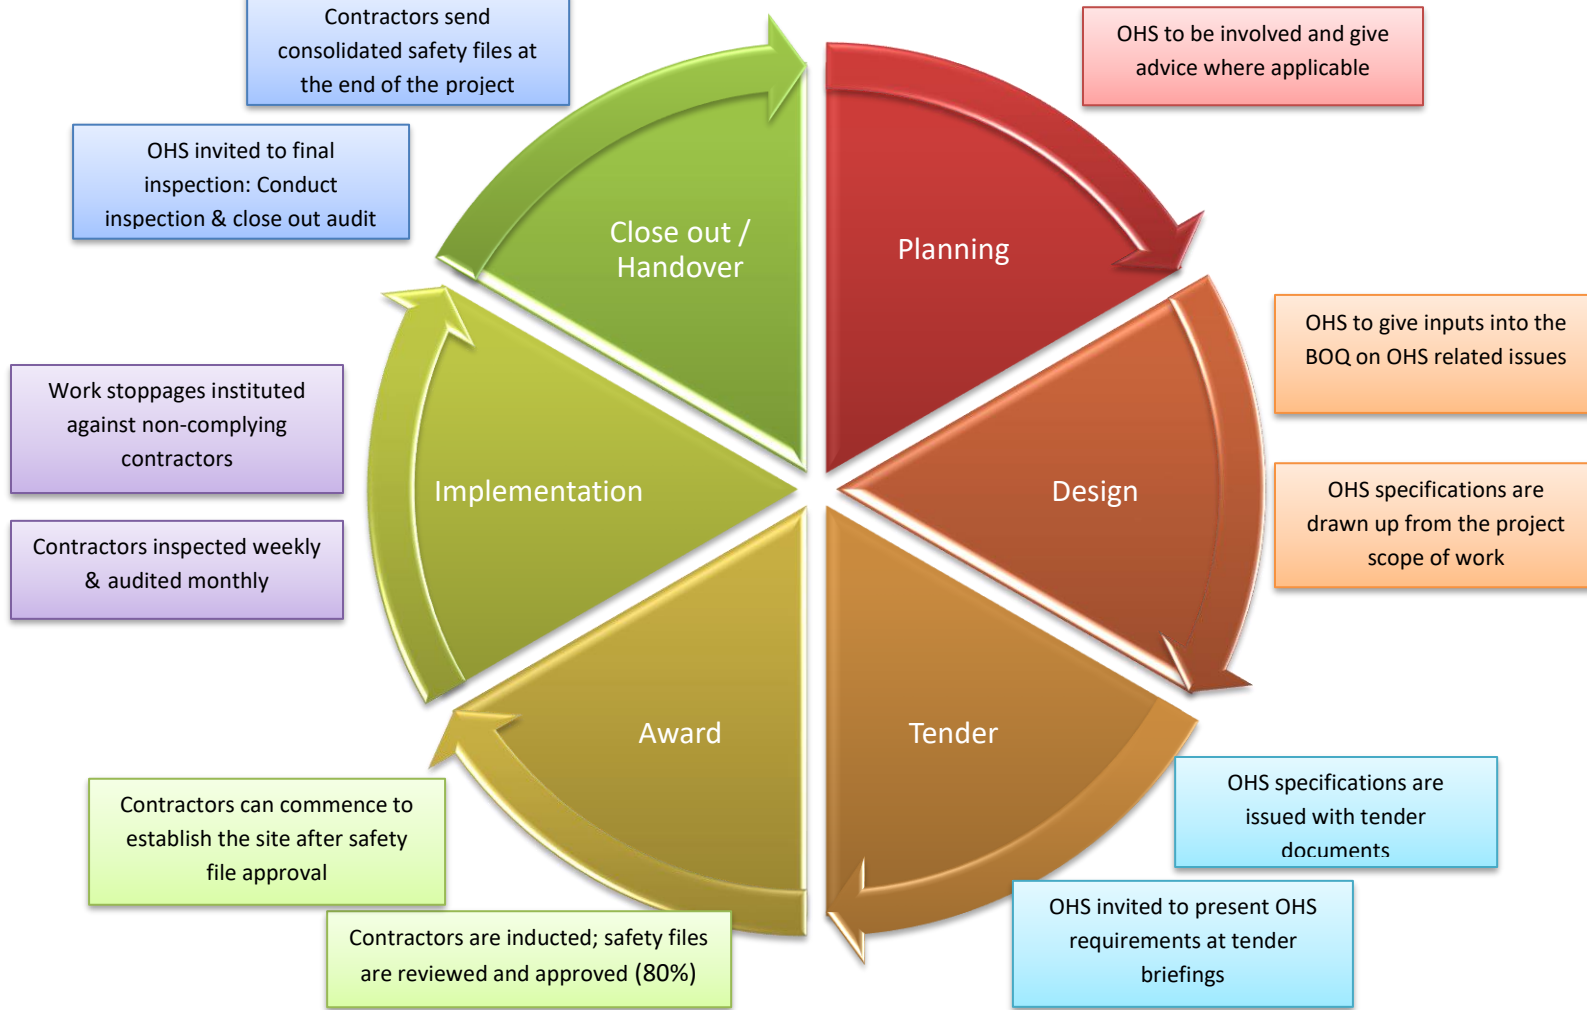 Contractors send
consolidated safety files at
the end of the project
OHS to be involved and give
advice where applicable
OHS invited to final
inspection: Conduct
inspection & close out audit
Close out /
Handover
Planning
OHS to give inputs into the
BOQ on OHS related issues
Work stoppages instituted
against non-complying
contractors
Implementation
Design
OHS specifications are
drawn up from the project
scope of work
Contractors inspected weekly
& audited monthly
Award
Tender
OHS specifications are
issued with tender
documents
Contractors can commence to
establish the site after safety
file approval
OHS invited to present OHS
requirements at tender
briefings
Contractors are inducted; safety files
are reviewed and approved (80%)